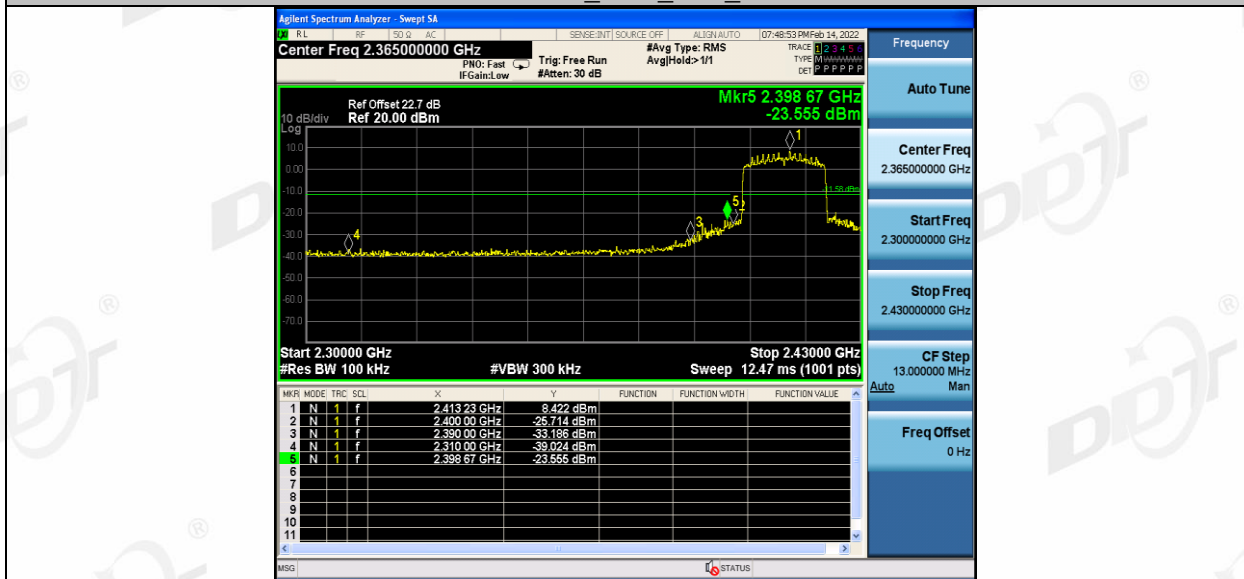 Agilent Spectrum Analyzer - Swept SA
RL RF 50 Ω AC SENSE:INT SOURCE OFF ALIGN AUTO 07:48:53 PM Feb 14, 2022
Center Freq 2.365000000 GHz
PNO: Fast
IFGain:Low
Trig: Free Run
#Atten: 30 dB
#Avg Type: RMS
Avg|Hold:>1/1
TRACE 1 2 3 4 5 6
TYPE M
DET P P P P P P
Mkr5 2.398 67 GHz
-23.555 dBm
Ref Offset 22.7 dB
10 dB/div Ref 20.00 dBm
Log
10.0
0.00
-10.0
-20.0
-30.0
-40.0
-50.0
-60.0
-70.0
1
-11.58 dBm
5
3
4
Start 2.30000 GHz Stop 2.43000 GHz
#Res BW 100 kHz #VBW 300 kHz Sweep 12.47 ms (1001 pts)
MKR MODE TRC SCL X Y FUNCTION FUNCTION WIDTH FUNCTION VALUE
1 N 1 f 2.413 23 GHz 8.422 dBm
2 N 1 f 2.400 00 GHz -25.714 dBm
3 N 1 f 2.390 00 GHz -33.186 dBm
4 N 1 f 2.310 00 GHz -39.024 dBm
5 N 1 f 2.398 67 GHz -23.555 dBm
6
7
8
9
10
11
MSG STATUS
Frequency
Auto Tune
Center Freq
2.365000000 GHz
Start Freq
2.300000000 GHz
Stop Freq
2.430000000 GHz
CF Step
13.000000 MHz
Auto Man
Freq Offset
0 Hz
DDT
®